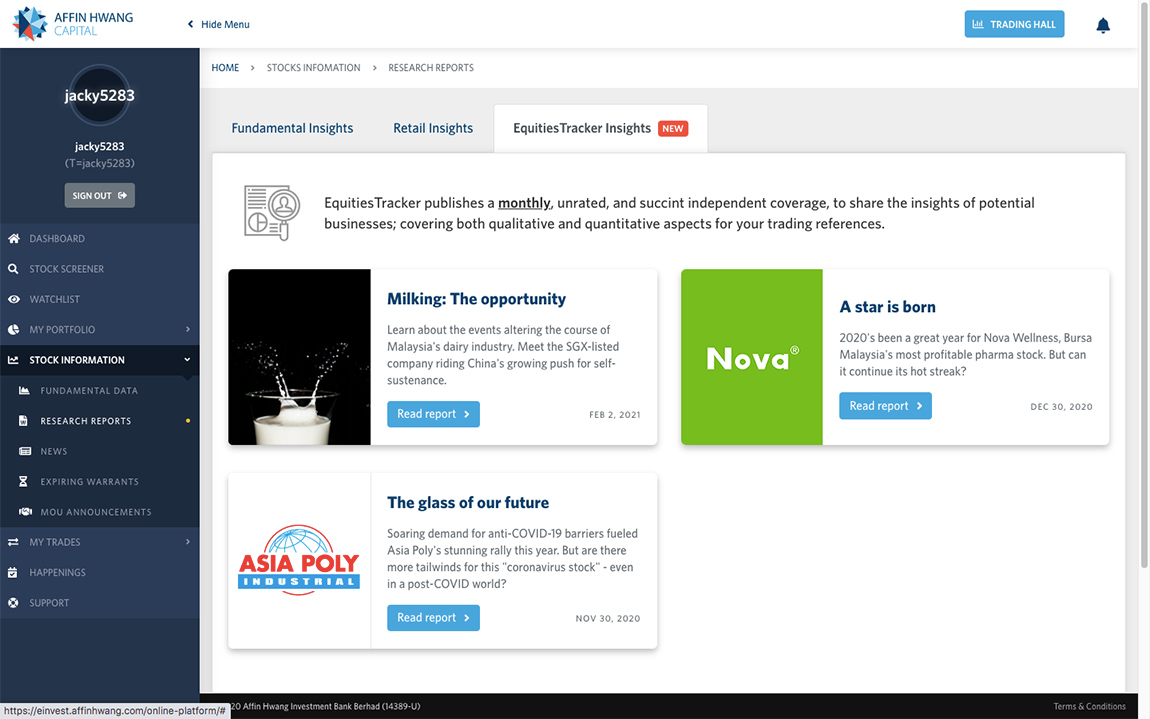 AFFIN HWANG
CAPITAL
Hide Menu
TRADING HALL
jacky5283
jacky5283
(T=jacky5283)
SIGN OUT
DASHBOARD
STOCK SCREENER
WATCHLIST
MY PORTFOLIO
STOCK INFORMATION
FUNDAMENTAL DATA
RESEARCH REPORTS
NEWS
EXPIRING WARRANTS
MOU ANNOUNCEMENTS
MY TRADES
HAPPENINGS
SUPPORT
HOME > STOCKS INFOMATION > RESEARCH REPORTS
Fundamental Insights
Retail Insights
EquitiesTracker Insights NEW
EquitiesTracker publishes a monthly, unrated, and succint independent coverage, to share the insights of potential
businesses; covering both qualitative and quantitative aspects for your trading references.
Milking: The opportunity
Learn about the events altering the course of
Malaysia's dairy industry. Meet the SGX-listed
company riding China's growing push for self-
sustenance.
Read report >
FEB 2, 2021
Nova®
A star is born
2020's been a great year for Nova Wellness, Bursa
Malaysia's most profitable pharma stock. But can
it continue its hot streak?
Read report >
DEC 30, 2020
ASIA POLY
INDUSTRIAL
The glass of our future
Soaring demand for anti-COVID-19 barriers fueled
Asia Poly's stunning rally this year. But are there
more tailwinds for this "coronavirus stock" - even
in a post-COVID world?
Read report >
NOV 30, 2020
https://einvest.affinhwang.com/online-platform/#
20 Affin Hwang Investment Bank Berhad (14389-U)
Terms & Conditions